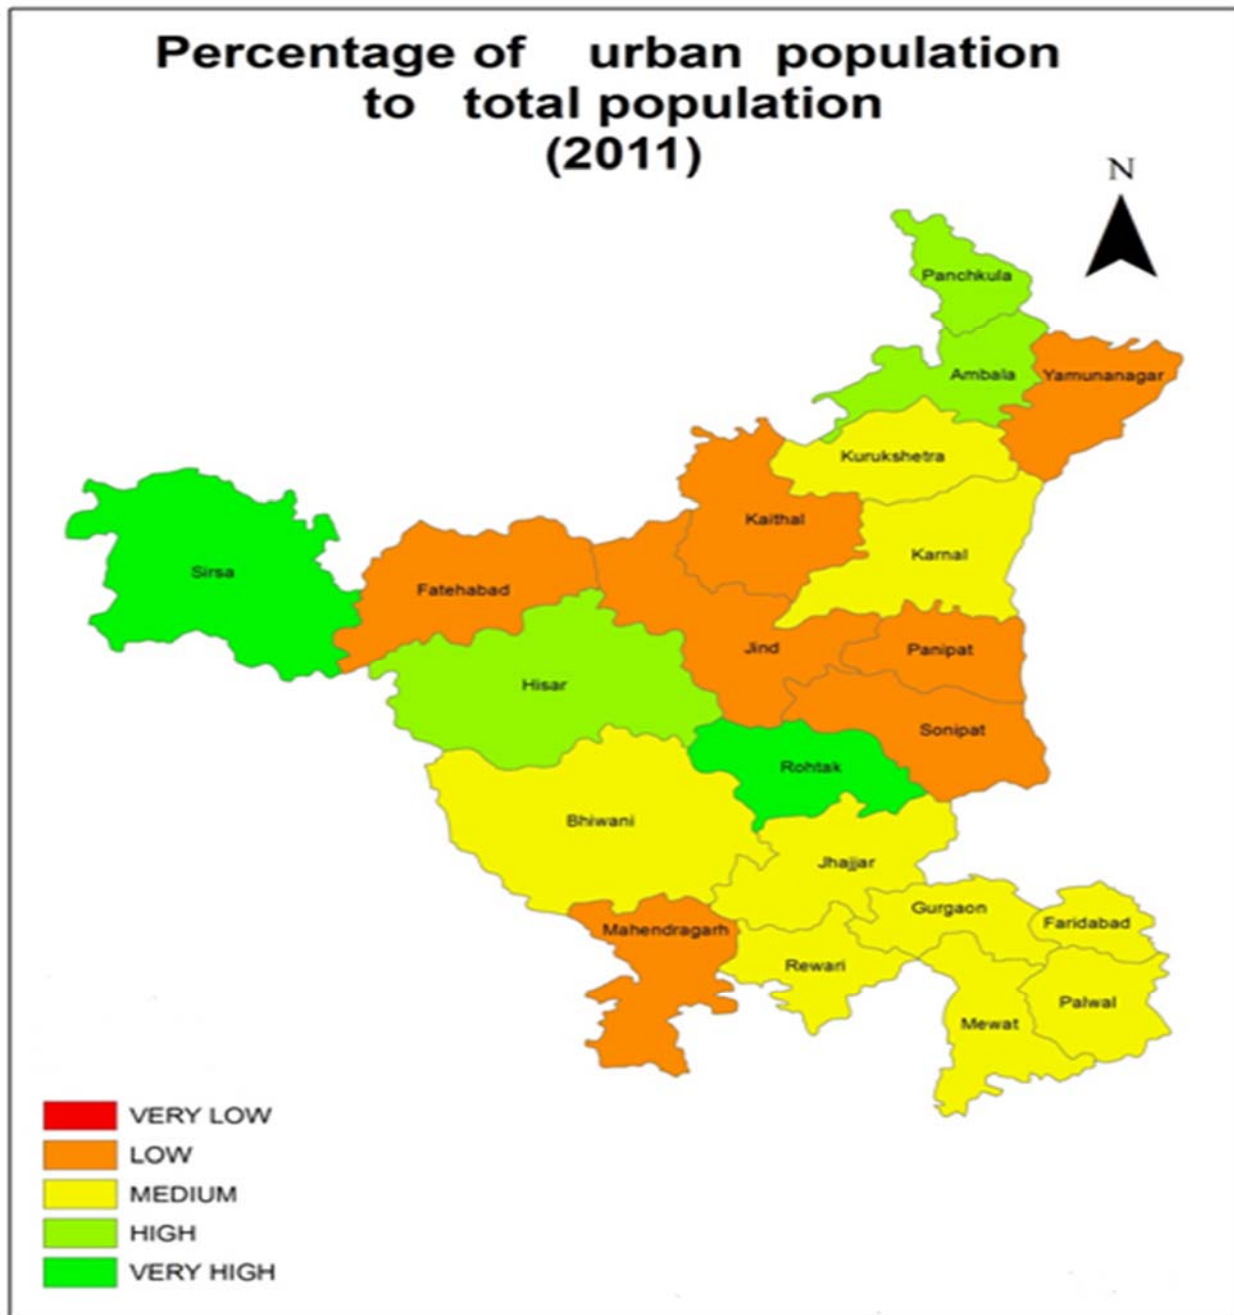 Percentage of urban population
to total population
(2011)
N
Panchkula
Ambala
Yamunanagar
Kurukshetra
Kaithal
Karnal
Sirsa
Fatehabad
Jind
Panipat
Hisar
Sonipat
Rohtak
Bhiwani
Jhajjar
Gurgaon
Faridabad
Mahendragarh
Rewari
Palwal
Mewat
VERY LOW
LOW
MEDIUM
HIGH
VERY HIGH